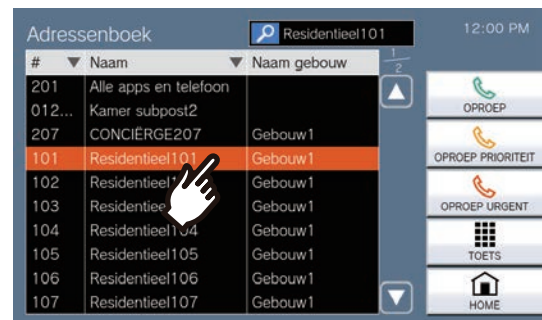 Adressenboek
Residentieel101
12:00 PM
# Naam Naam gebouw
1
2
201 Alle apps en telefoon
012... Kamer subpost2
207 CONCIËRGE207 Gebouw1
101 Residentieel101 Gebouw1
102 Gebouw1
103 Gebouw1
104 Gebouw1
105 Residentieel105 Gebouw1
106 Residentieel106 Gebouw1
107 Residentieel107 Gebouw1
OPROEP
OPROEP PRIORITEIT
OPROEP URGENT
TOETS
HOME